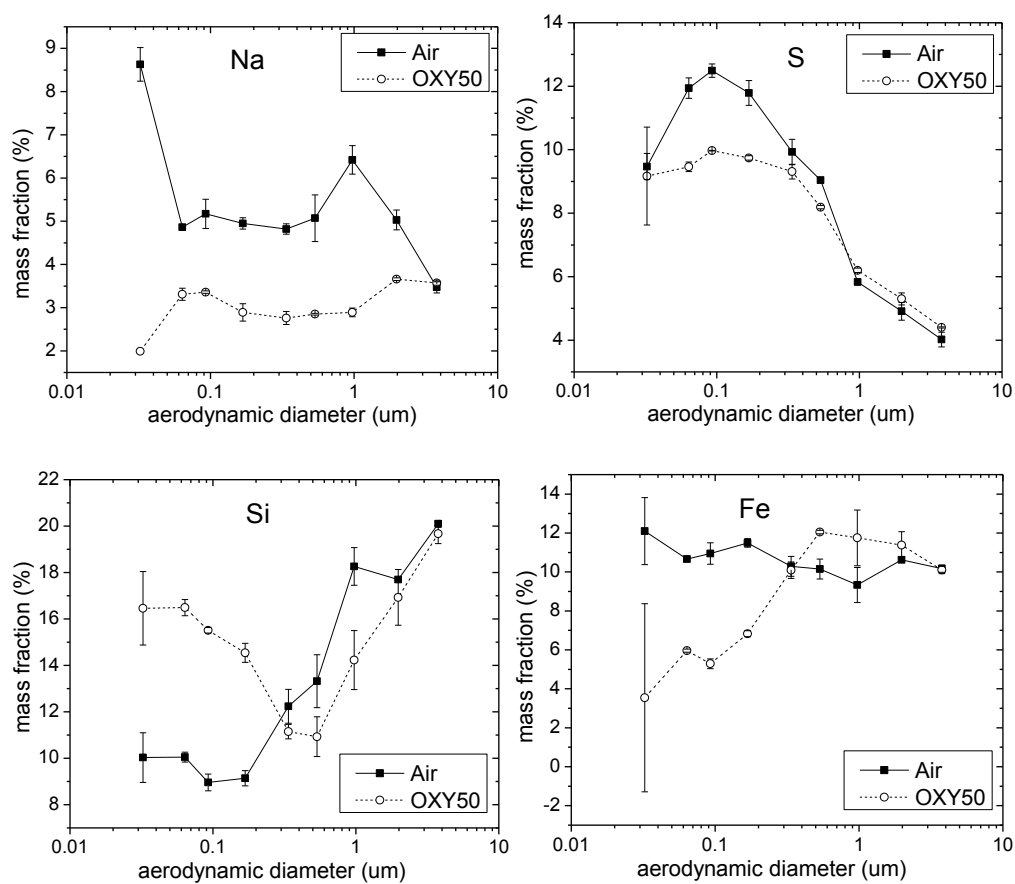 Na
Air
OXY50
9
8
7
6
5
4
3
2
mass fraction (%)
0.01 0.1 1 10
aerodynamic diameter (um)
S
Air
OXY50
14
12
10
8
6
4
mass fraction (%)
0.01 0.1 1 10
aerodynamic diameter (um)
Si
22
20
18
16
14
12
10
8
mass fraction (%)
Air
OXY50
0.01 0.1 1 10
aerodynamic diameter (um)
Fe
14
12
10
8
6
4
2
0
-2
mass fraction (%)
Air
OXY50
0.01 0.1 1 10
aerodynamic diameter (um)